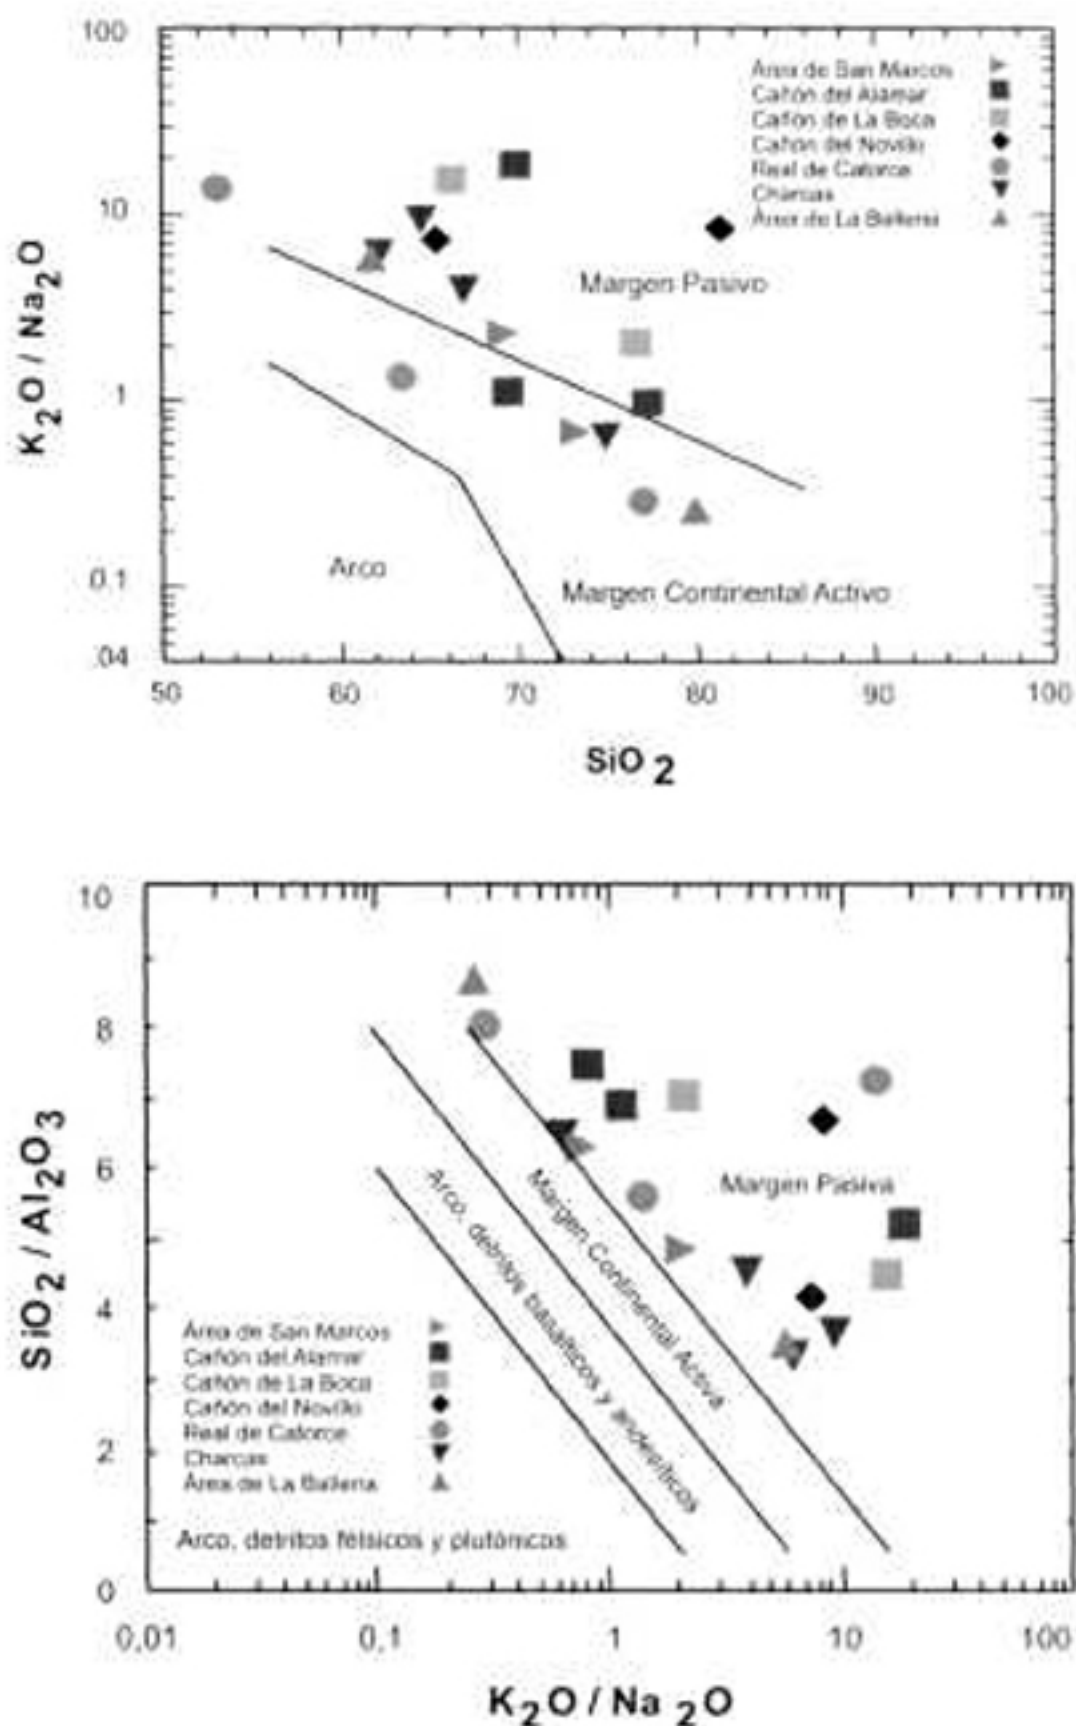 100
10
1
0.1
.04
K2O / Na2O
Área de San Marcos
Cañón del Alamar
Cañón de La Boca
Cañón del Novillo
Real de Catorce
Charcas
Área de La Ballena
Margen Pasivo
Arco
Margen Continental Activo
50 60 70 80 90 100
SiO2
10
8
6
4
2
0
SiO2 / Al2O3
Margen Pasiva
Margen Continental Activa
Arco, detritos basálticos y andesíticos
Área de San Marcos
Cañón del Alamar
Cañón de La Boca
Cañón del Novillo
Real de Catorce
Charcas
Área de La Ballena
Arco, detritos félsicos y plutónicos
0,01 0,1 1 10 100
K2O / Na2O